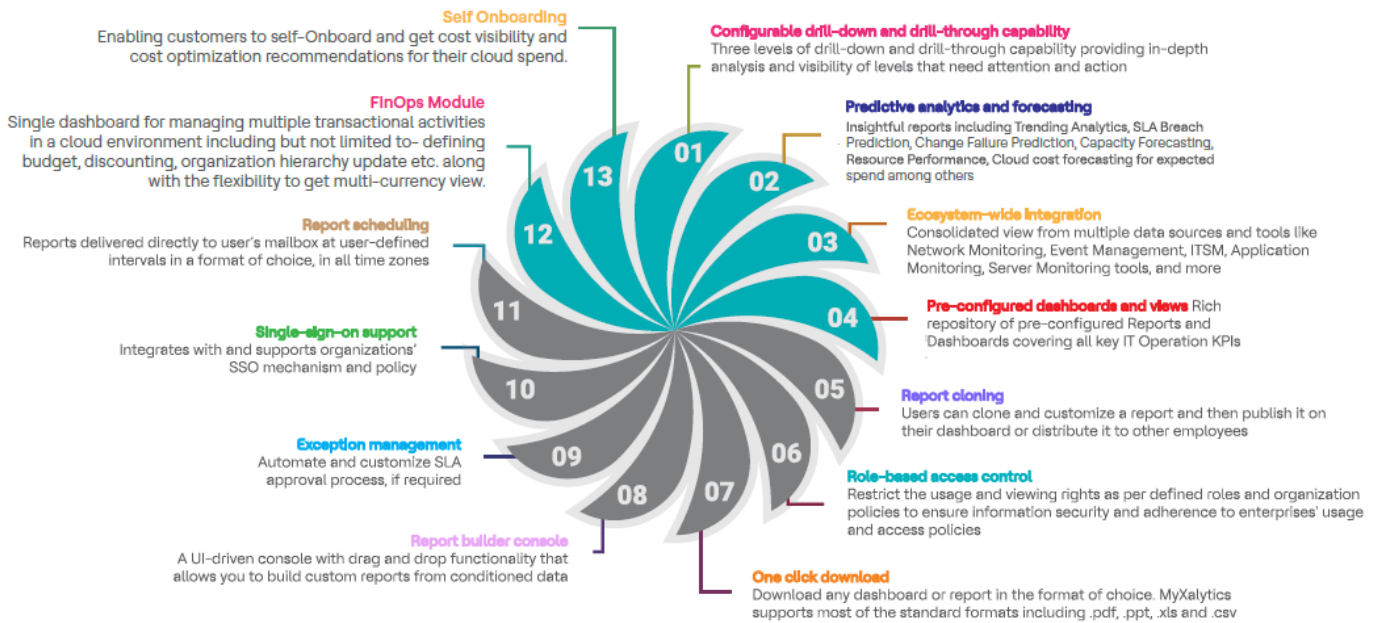 Self Onboarding
Enabling customers to self-Onboard and get cost visibility and
cost optimization recommendations for their cloud spend.
FinOps Module
Single dashboard for managing multiple transactional activities
in a cloud environment including but not limited to- defining
budget, discounting, organization hierarchy update etc. along
with the flexibility to get multi-currency view.
Report scheduling
Reports delivered directly to user's mailbox at user-defined
intervals in a format of choice, in all time zones
Single-sign-on support
Integrates with and supports organizations'
SSO mechanism and policy
Exception management
Automate and customize SLA
approval process, if required
Report builder console
A UI-driven console with drag and drop functionality that
allows you to build custom reports from conditioned data
01
02
03
04
05
06
07
08
09
10
11
12
13
Configurable drill-down and drill-through capability
Three levels of drill-down and drill-through capability providing in-depth
analysis and visibility of levels that need attention and action
Predictive analytics and forecasting
Insightful reports including Trending Analytics, SLA Breach
Prediction, Change Failure Prediction, Capacity Forecasting,
Resource Performance, Cloud cost forecasting for expected
spend among others
Ecosystem-wide integration
Consolidated view from multiple data sources and tools like
Network Monitoring, Event Management, ITSM, Application
Monitoring, Server Monitoring tools, and more
Pre-configured dashboards and views Rich
repository of pre-configured Reports and
Dashboards covering all key IT Operation KPIs
Report cloning
Users can clone and customize a report and then publish it on
their dashboard or distribute it to other employees
Role-based access control
Restrict the usage and viewing rights as per defined roles and organization
policies to ensure information security and adherence to enterprises' usage
and access policies
One click download
Download any dashboard or report in the format of choice. MyXalytics
supports most of the standard formats including .pdf, .ppt, .xls and .csv